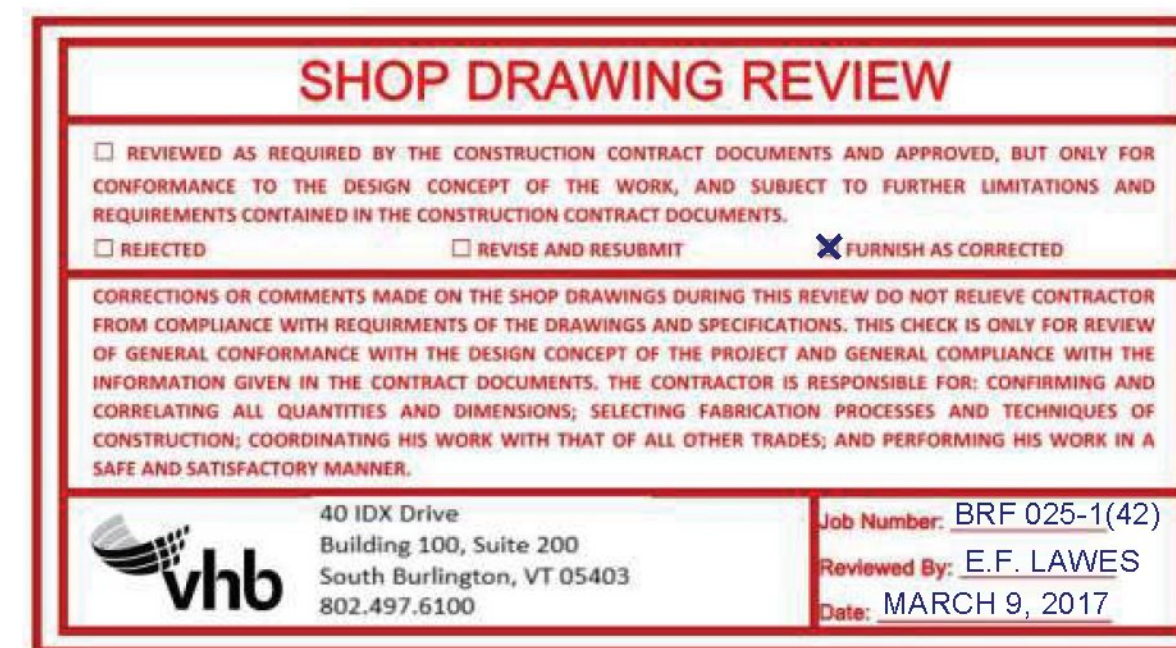 SHOP DRAWING REVIEW
☐ REVIEWED AS REQUIRED BY THE CONSTRUCTION CONTRACT DOCUMENTS AND APPROVED, BUT ONLY FOR
CONFORMANCE TO THE DESIGN CONCEPT OF THE WORK, AND SUBJECT TO FURTHER LIMITATIONS AND
REQUIREMENTS CONTAINED IN THE CONSTRUCTION CONTRACT DOCUMENTS.
☐ REJECTED ☐ REVISE AND RESUBMIT ☒ FURNISH AS CORRECTED
CORRECTIONS OR COMMENTS MADE ON THE SHOP DRAWINGS DURING THIS REVIEW DO NOT RELIEVE CONTRACTOR
FROM COMPLIANCE WITH REQUIRMENTS OF THE DRAWINGS AND SPECIFICATIONS. THIS CHECK IS ONLY FOR REVIEW
OF GENERAL CONFORMANCE WITH THE DESIGN CONCEPT OF THE PROJECT AND GENERAL COMPLIANCE WITH THE
INFORMATION GIVEN IN THE CONTRACT DOCUMENTS. THE CONTRACTOR IS RESPONSIBLE FOR: CONFIRMING AND
CORRELATING ALL QUANTITIES AND DIMENSIONS; SELECTING FABRICATION PROCESSES AND TECHNIQUES OF
CONSTRUCTION; COORDINATING HIS WORK WITH THAT OF ALL OTHER TRADES; AND PERFORMING HIS WORK IN A
SAFE AND SATISFACTORY MANNER.
vhb
40 IDX Drive
Building 100, Suite 200
South Burlington, VT 05403
802.497.6100
Job Number: BRF 025-1(42)
Reviewed By: E.F. LAWES
Date: MARCH 9, 2017